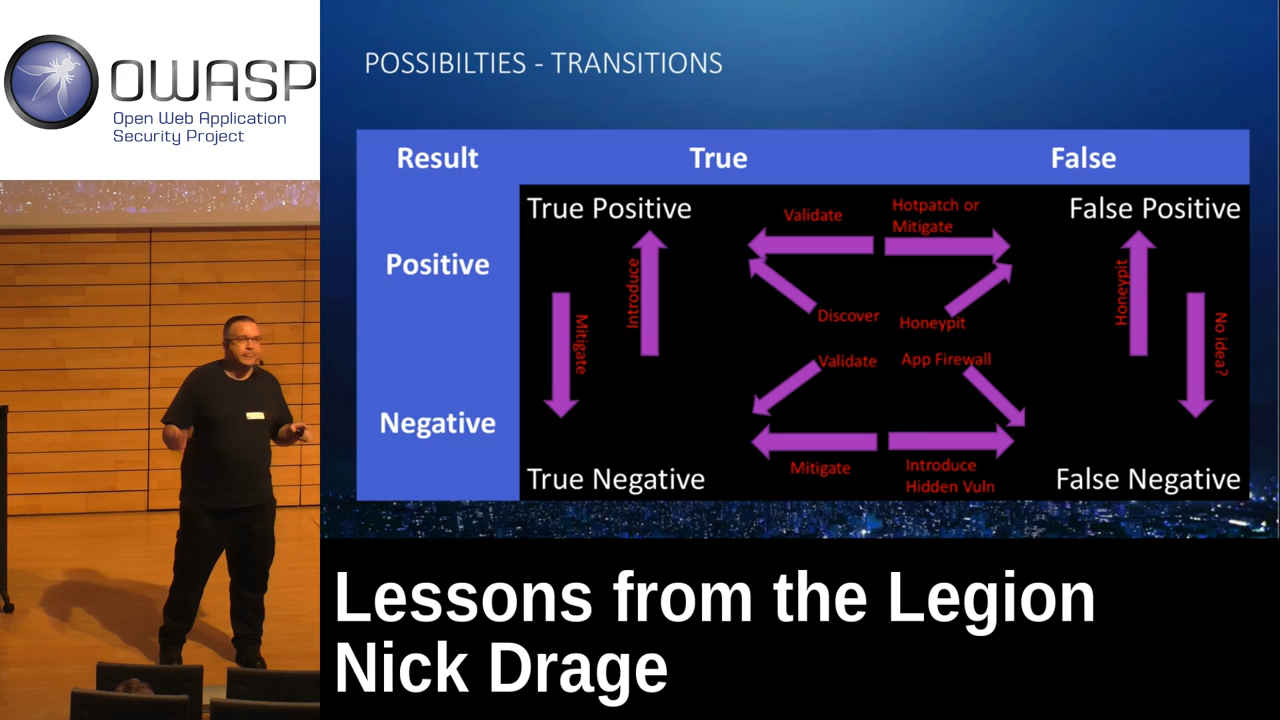 OWASP
Open Web Application
Security Project
POSSIBILTIES - TRANSITIONS
Result
True
False
Positive
Negative
True Positive
False Positive
True Negative
False Negative
Validate
Hotpatch or
Mitigate
Introduce
Mitigate
Discover
Honeypit
Validate
App Firewall
Mitigate
Introduce
Hidden Vuln
Honeypit
No idea?
Lessons from the Legion
Nick Drage